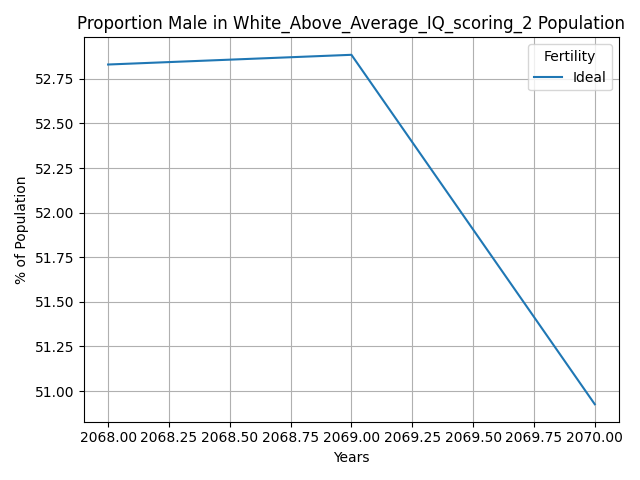 Proportion Male in White_Above_Average_IQ_scoring_2 Population
Fertility
Ideal
52.75
52.50
52.25
52.00
51.75
51.50
51.25
51.00
% of Population
2068.00 2068.25 2068.50 2068.75 2069.00 2069.25 2069.50 2069.75 2070.00
Years